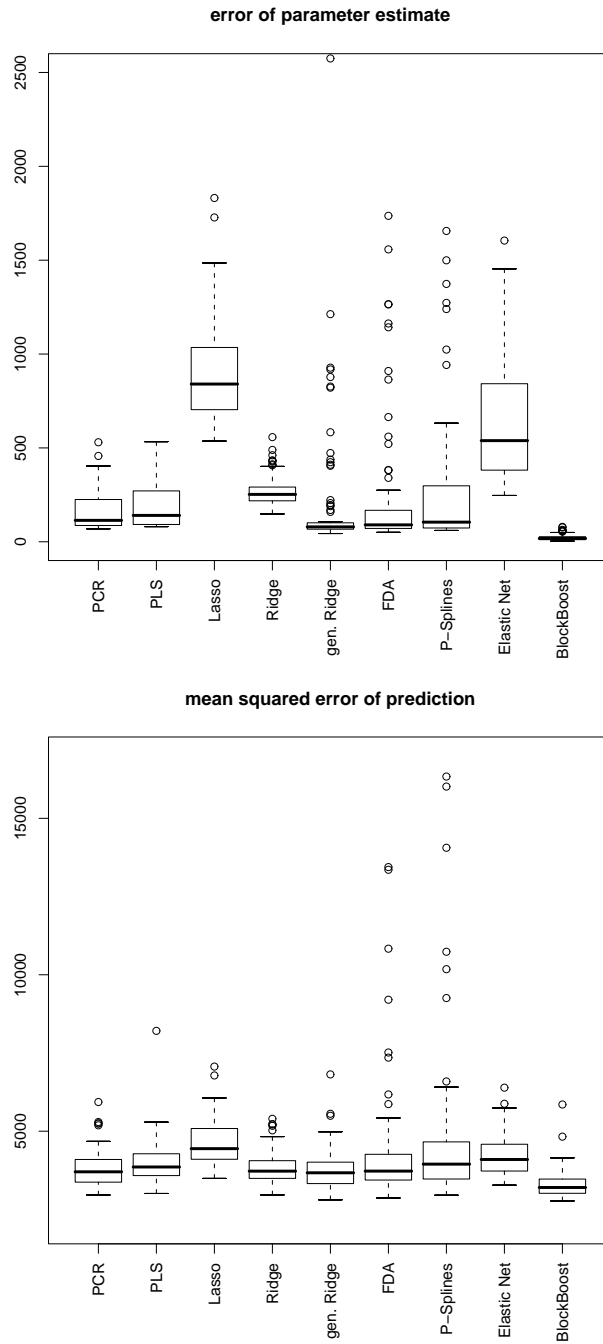 error of parameter estimate
2500
2000
1500
1000
500
0
PCR
PLS
Lasso
Ridge
gen. Ridge
FDA
P−Splines
Elastic Net
BlockBoost
mean squared error of prediction
15000
10000
5000
PCR
PLS
Lasso
Ridge
gen. Ridge
FDA
P−Splines
Elastic Net
BlockBoost